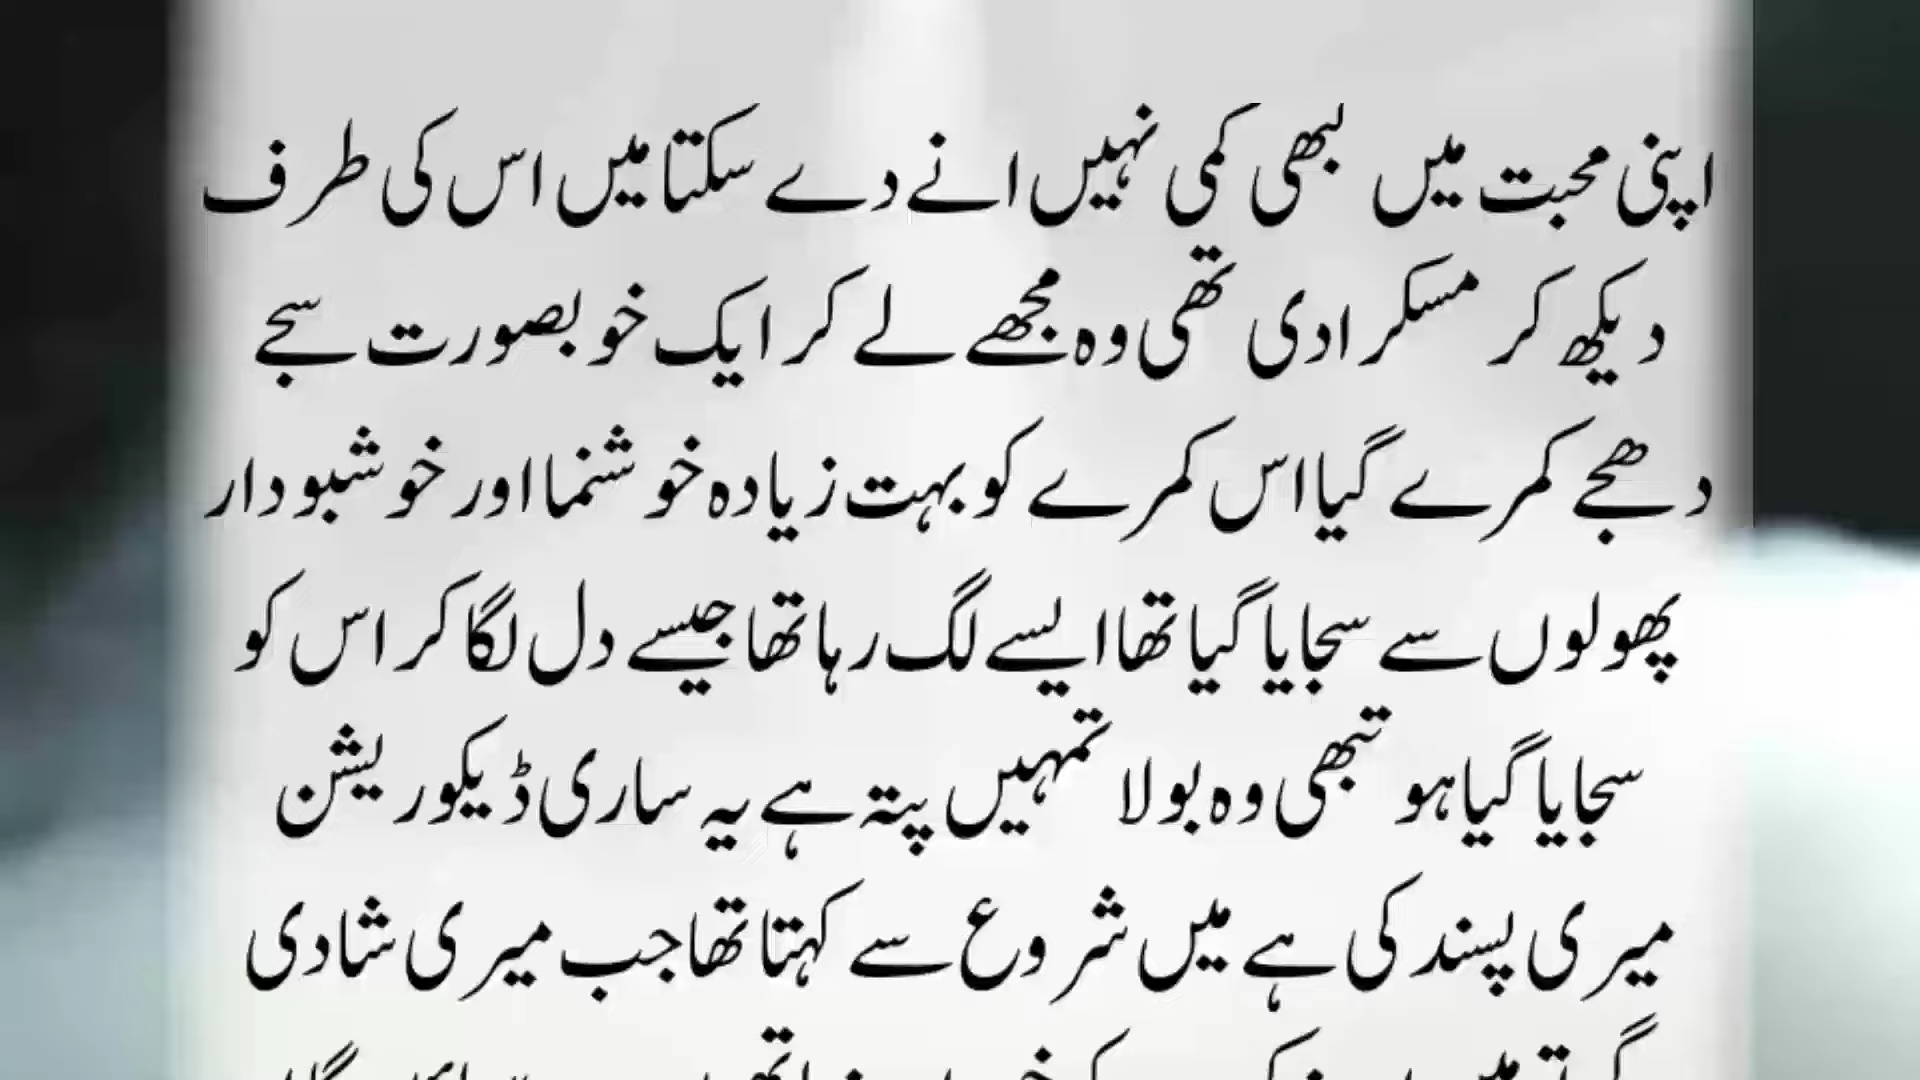 اپنی محبت میں کبھی کمی نہیں انے دے سکتا میں اس کی طرف
دیکھ کر مسکرا دی تھی وہ مجھے لے کر ایک خوبصورت سجے
دھجے کمرے گیا اس کمرے کو بہت زیادہ خوشنما اور خوشبودار
پھولوں سے سجایا گیا تھا ایسے لگ رہا تھا جیسے دل لگا کر اس کو
سجایا گیا ہو تبھی وہ بولا تمہیں پتہ ہے یہ ساری ڈیکوریشن
میری پسند کی ہے میں شروع سے کہتا تھا جب میری شادی